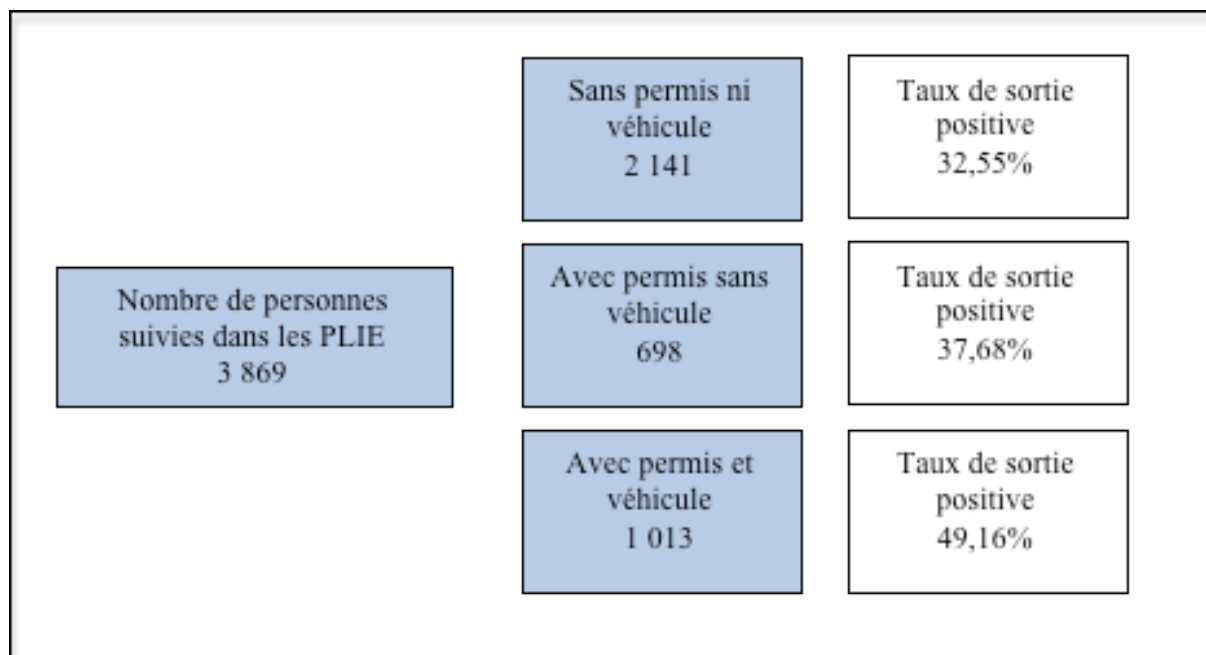 Nombre de personnes
suivies dans les PLIE
3 869
Sans permis ni
véhicule
2 141
Taux de sortie
positive
32,55%
Avec permis sans
véhicule
698
Taux de sortie
positive
37,68%
Avec permis et
véhicule
1 013
Taux de sortie
positive
49,16%